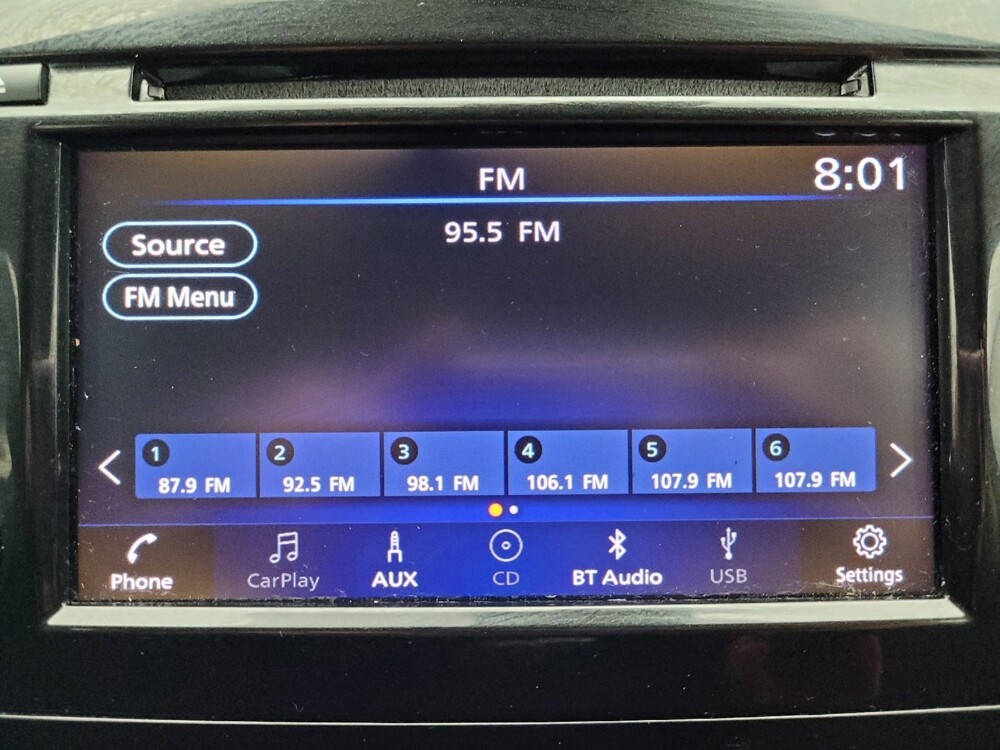 FM
8:01
95.5 FM
Source
FM Menu
1 2 3 4 5 6
87.9 FM 92.5 FM 98.1 FM 106.1 FM 107.9 FM 107.9 FM
Phone CarPlay AUX CD BT Audio USB Settings